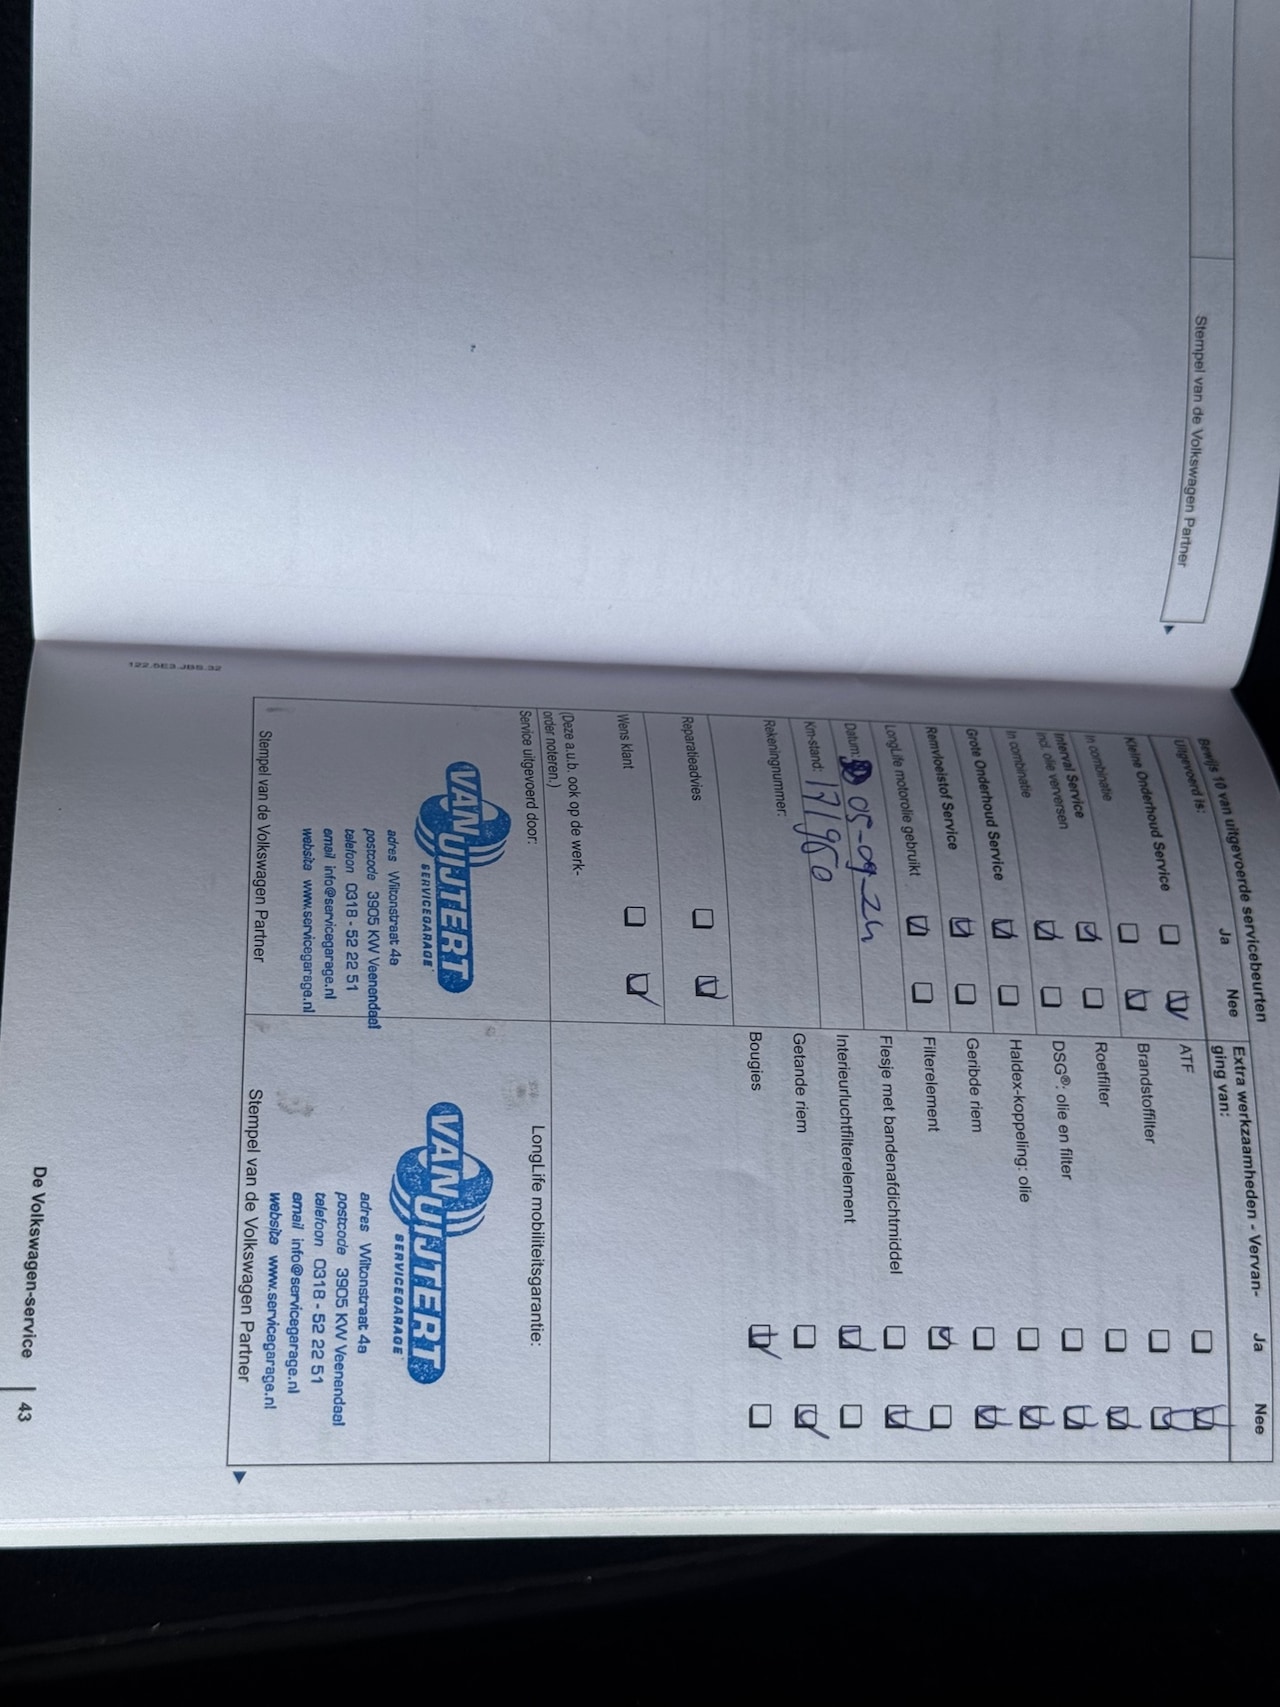 Stempel van de Volkswagen Partner
Bewijs 10 van uitgevoerde servicebeurten
Uitgevoerd is:
Ja
Nee
Kleine Onderhoud Service
In combinatie
Interval Service
incl. olie verversen
In combinatie
Grote Onderhoud Service
Remvloeistof Service
LongLife motorolie gebruikt
Datum: 05-09-24
Km-stand: 171950
Rekeningnummer:
Reparatieadvies
Wens klant
(Deze a.u.b. ook op de werk-
order noteren.)
Service uitgevoerd door:
VAN UIJTERT
SERVICEGARAGE
adres Wiltonstraat 4a
postcode 3905 KW Veenendaal
telefoon 0318 - 52 22 51
email info@servicegarage.nl
website www.servicegarage.nl
Stempel van de Volkswagen Partner
Extra werkzaamheden - Vervan-
ging van:
Ja
Nee
ATF
Brandstoffilter
Roetfilter
DSG®: olie en filter
Haldex-koppeling: olie
Geribde riem
Filterelement
Flesje met bandenafdichtmiddel
Interieurluchtfilterelement
Getande riem
Bougies
LongLife mobiliteitsgarantie:
VAN UIJTERT
SERVICEGARAGE
adres Wiltonstraat 4a
postcode 3905 KW Veenendaal
telefoon 0318 - 52 22 51
email info@servicegarage.nl
website www.servicegarage.nl
Stempel van de Volkswagen Partner
122.5E3.JBS.32
De Volkswagen-service | 43